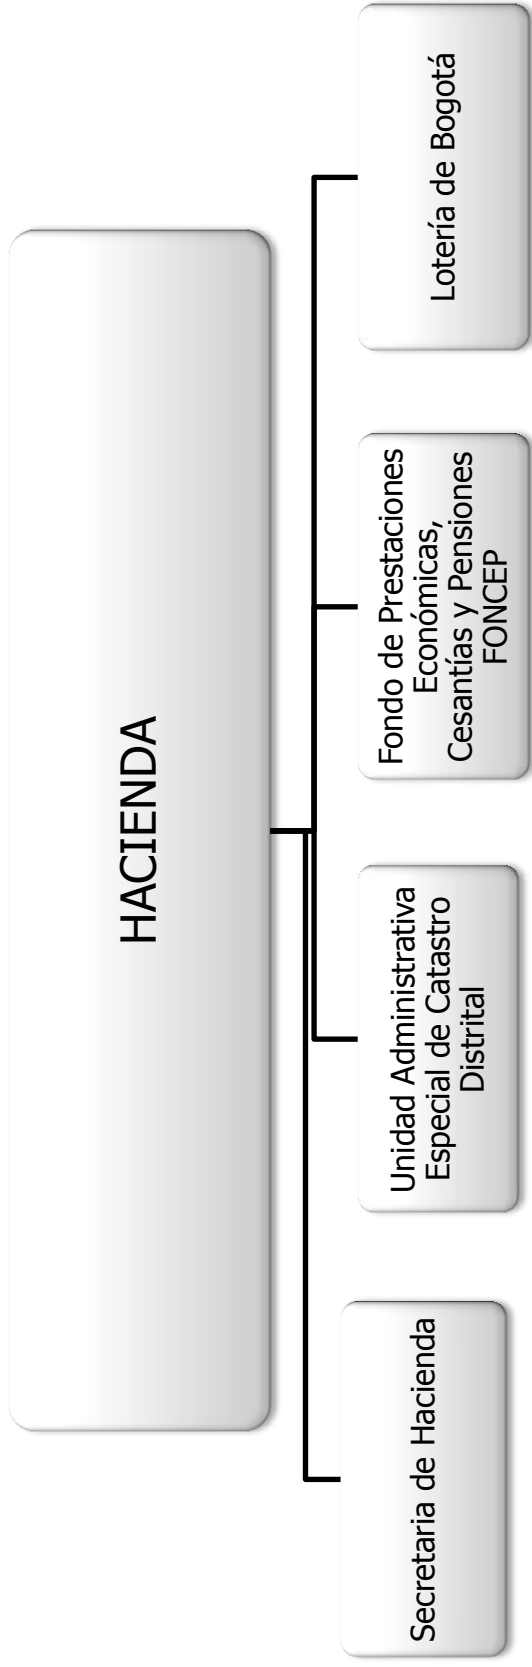 HACIENDA
Secretaria de Hacienda
Unidad Administrativa
Especial de Catastro
Distrital
Fondo de Prestaciones
Económicas,
Cesantías y Pensiones
FONCEP
Lotería de Bogotá